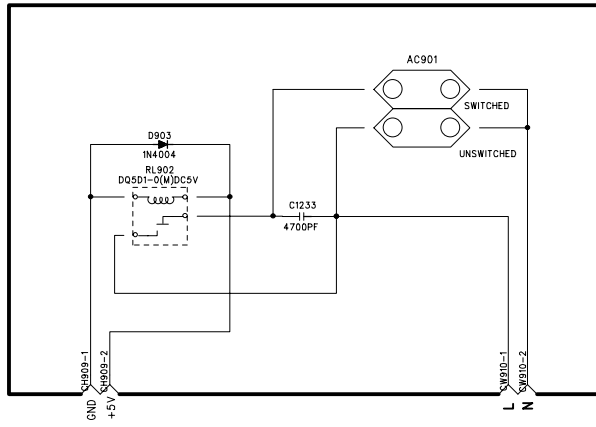 AC901
SWITCHED
UNSWITCHED
D903
1N4004
RL902
DQ5D1-0(M)DC5V
C1233
4700PF
CH909-1
CH909-2
GND
+5V
CW910-1
CW910-2
L
N